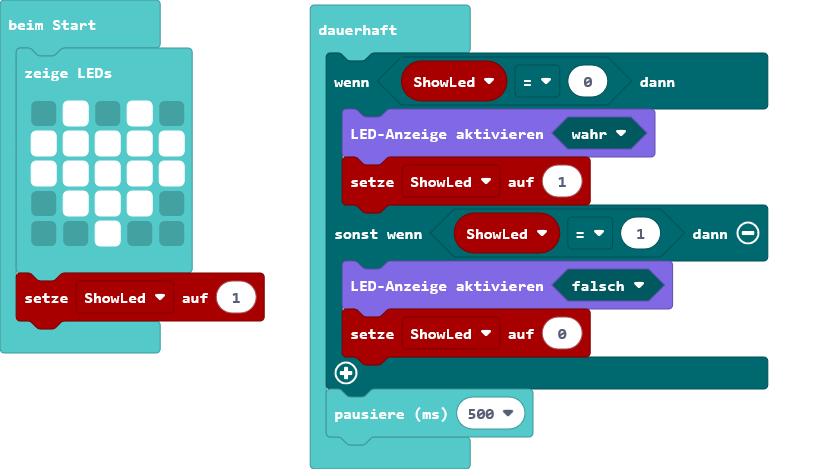 beim Start
zeige LEDs
setze ShowLed auf 1
dauerhaft
wenn ShowLed = 0 dann
LED-Anzeige aktivieren wahr
setze ShowLed auf 1
sonst wenn ShowLed = 1 dann
LED-Anzeige aktivieren falsch
setze ShowLed auf 0
pausiere (ms) 500